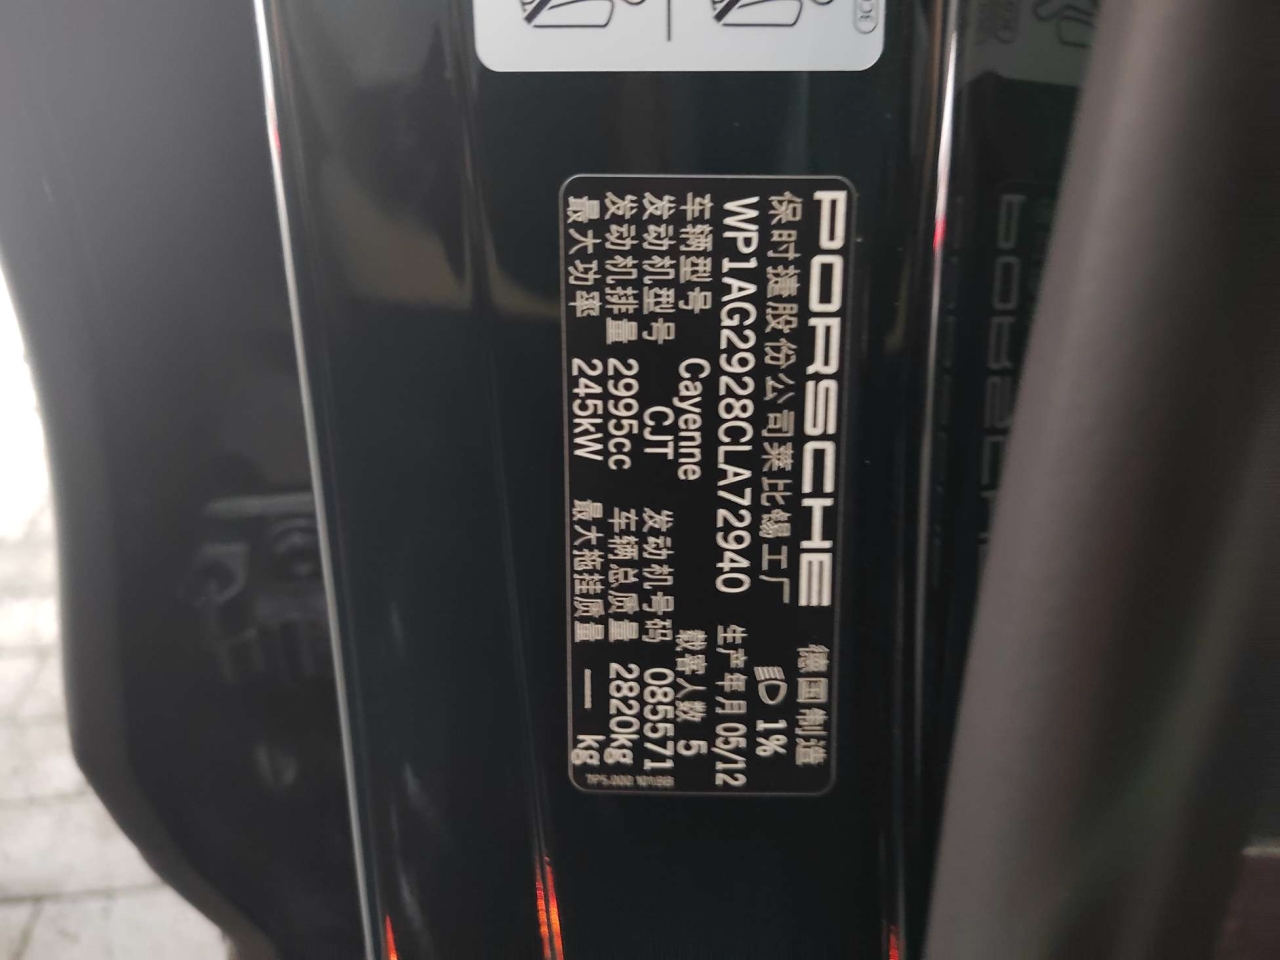 PORSCHE 德国制造
保时捷股份公司莱比锡工厂 1%
WP1AG2928CLA72940 生产年月 05/12
车辆型号 Cayenne 载客人数 5
发动机型号 CJT 发动机号码 085571
发动机排量 2995cc 车辆总质量 2820kg
最大功率 245kW 最大拖挂质量 — kg